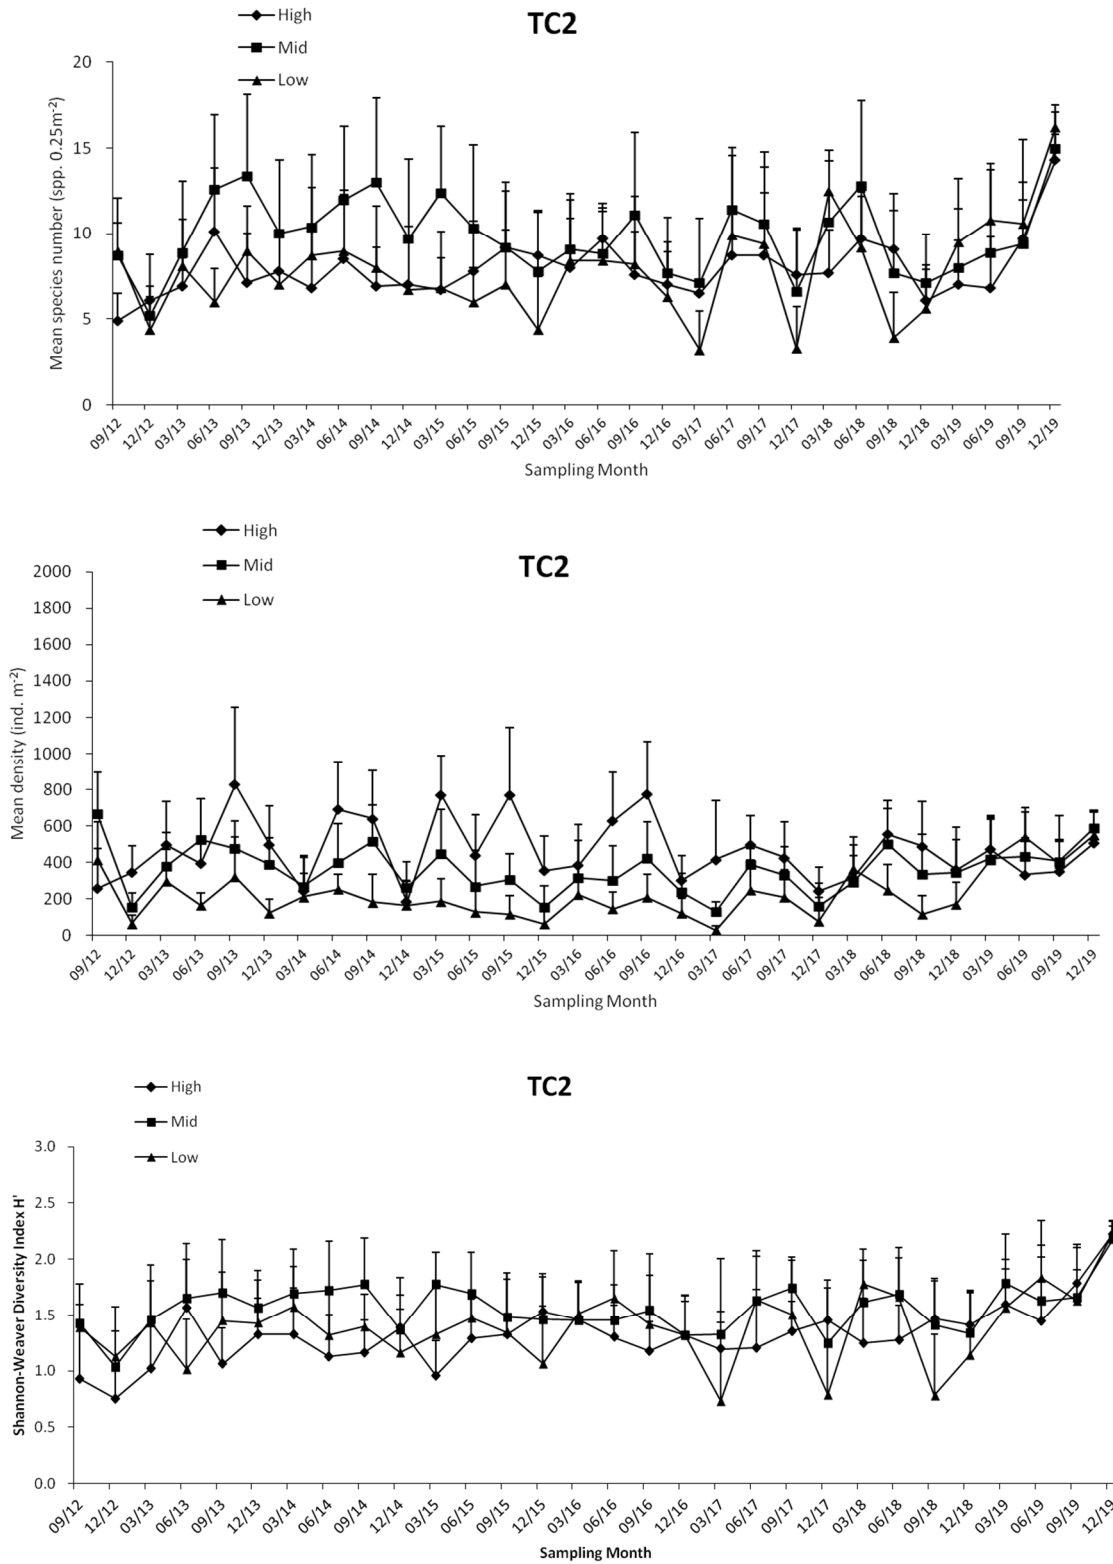 High
TC2
Mid
Low
20
15
10
5
0
Mean species number (spp. 0.25m-2)
09/12 12/12 03/13 06/13 09/13 12/13 03/14 06/14 09/14 12/14 03/15 06/15 09/15 12/15 03/16 06/16 09/16 12/16 03/17 06/17 09/17 12/17 03/18 06/18 09/18 12/18 03/19 06/19 09/19 12/19
Sampling Month
High
Mid
TC2
Low
2000
1800
1600
1400
1200
1000
800
600
400
200
0
Mean density (ind. m-2)
09/12 12/12 03/13 06/13 09/13 12/13 03/14 06/14 09/14 12/14 03/15 06/15 09/15 12/15 03/16 06/16 09/16 12/16 03/17 06/17 09/17 12/17 03/18 06/18 09/18 12/18 03/19 06/19 09/19 12/19
Sampling Month
High
TC2
Mid
Low
3.0
2.5
2.0
1.5
1.0
0.5
0.0
Shannon-Weaver Diversity Index H'
09/12 12/12 03/13 06/13 09/13 12/13 03/14 06/14 09/14 12/14 03/15 06/15 09/15 12/15 03/16 06/16 09/16 12/16 03/17 06/17 09/17 12/17 03/18 06/18 09/18 12/18 03/19 06/19 09/19 12/19
Sampling Month